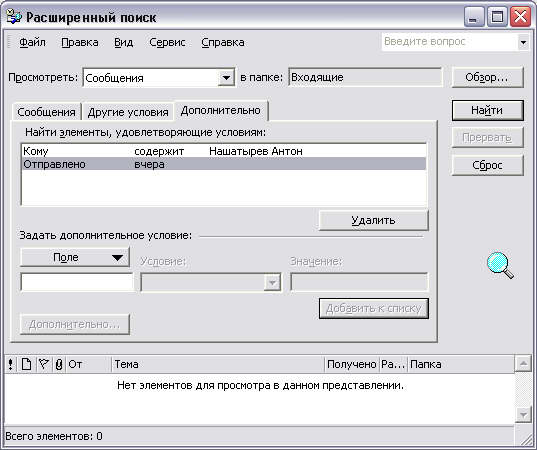 Расширенный поиск
Файл Правка Вид Сервис Справка Введите вопрос
Просмотреть: Сообщения в папке: Входящие Обзор...
Сообщения Другие условия Дополнительно Найти
Найти элементы, удовлетворяющие условиям:
Прервать
Кому содержит Нашатырев Антон
Отправлено вчера
Сброс
Удалить
Задать дополнительное условие:
Поле Условие: Значение:
Добавить к списку
Дополнительно...
От Тема Получено Ра... Папка
Нет элементов для просмотра в данном представлении.
Всего элементов: 0